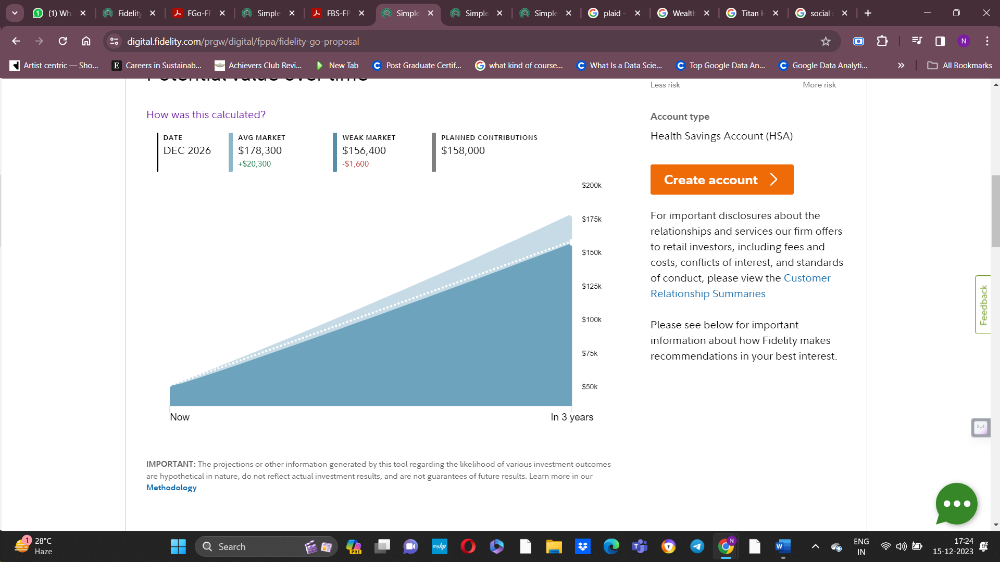 (1) Wh
Fidelity
FGo-FP
Simple
FBS-FP
Simple
Simple
Simple
plaid -
Wealth
Titan H
social s
digital.fidelity.com/prgw/digital/fppa/fidelity-go-proposal
N
Artist centric — Sho...
Careers in Sustainab...
Achievers Club Revi...
New Tab
Post Graduate Certif...
what kind of course...
What Is a Data Scie...
Top Google Data An...
Google Data Analyti...
All Bookmarks
Potential value over time
Less risk
More risk
How was this calculated?
DATE
DEC 2026
AVG MARKET
$178,300
+$20,300
WEAK MARKET
$156,400
-$1,600
PLANNED CONTRIBUTIONS
$158,000
$200k
$175k
$150k
$125k
$100k
$75k
$50k
Now
In 3 years
IMPORTANT: The projections or other information generated by this tool regarding the likelihood of various investment outcomes
are hypothetical in nature, do not reflect actual investment results, and are not guarantees of future results. Learn more in our
Methodology
Account type
Health Savings Account (HSA)
Create account
For important disclosures about the
relationships and services our firm offers
to retail investors, including fees and
costs, conflicts of interest, and standards
of conduct, please view the Customer
Relationship Summaries
Please see below for important
information about how Fidelity makes
recommendations in your best interest.
Feedback
1
28°C
Haze
Search
PRE
myhp
N
ENG
IN
17:24
15-12-2023